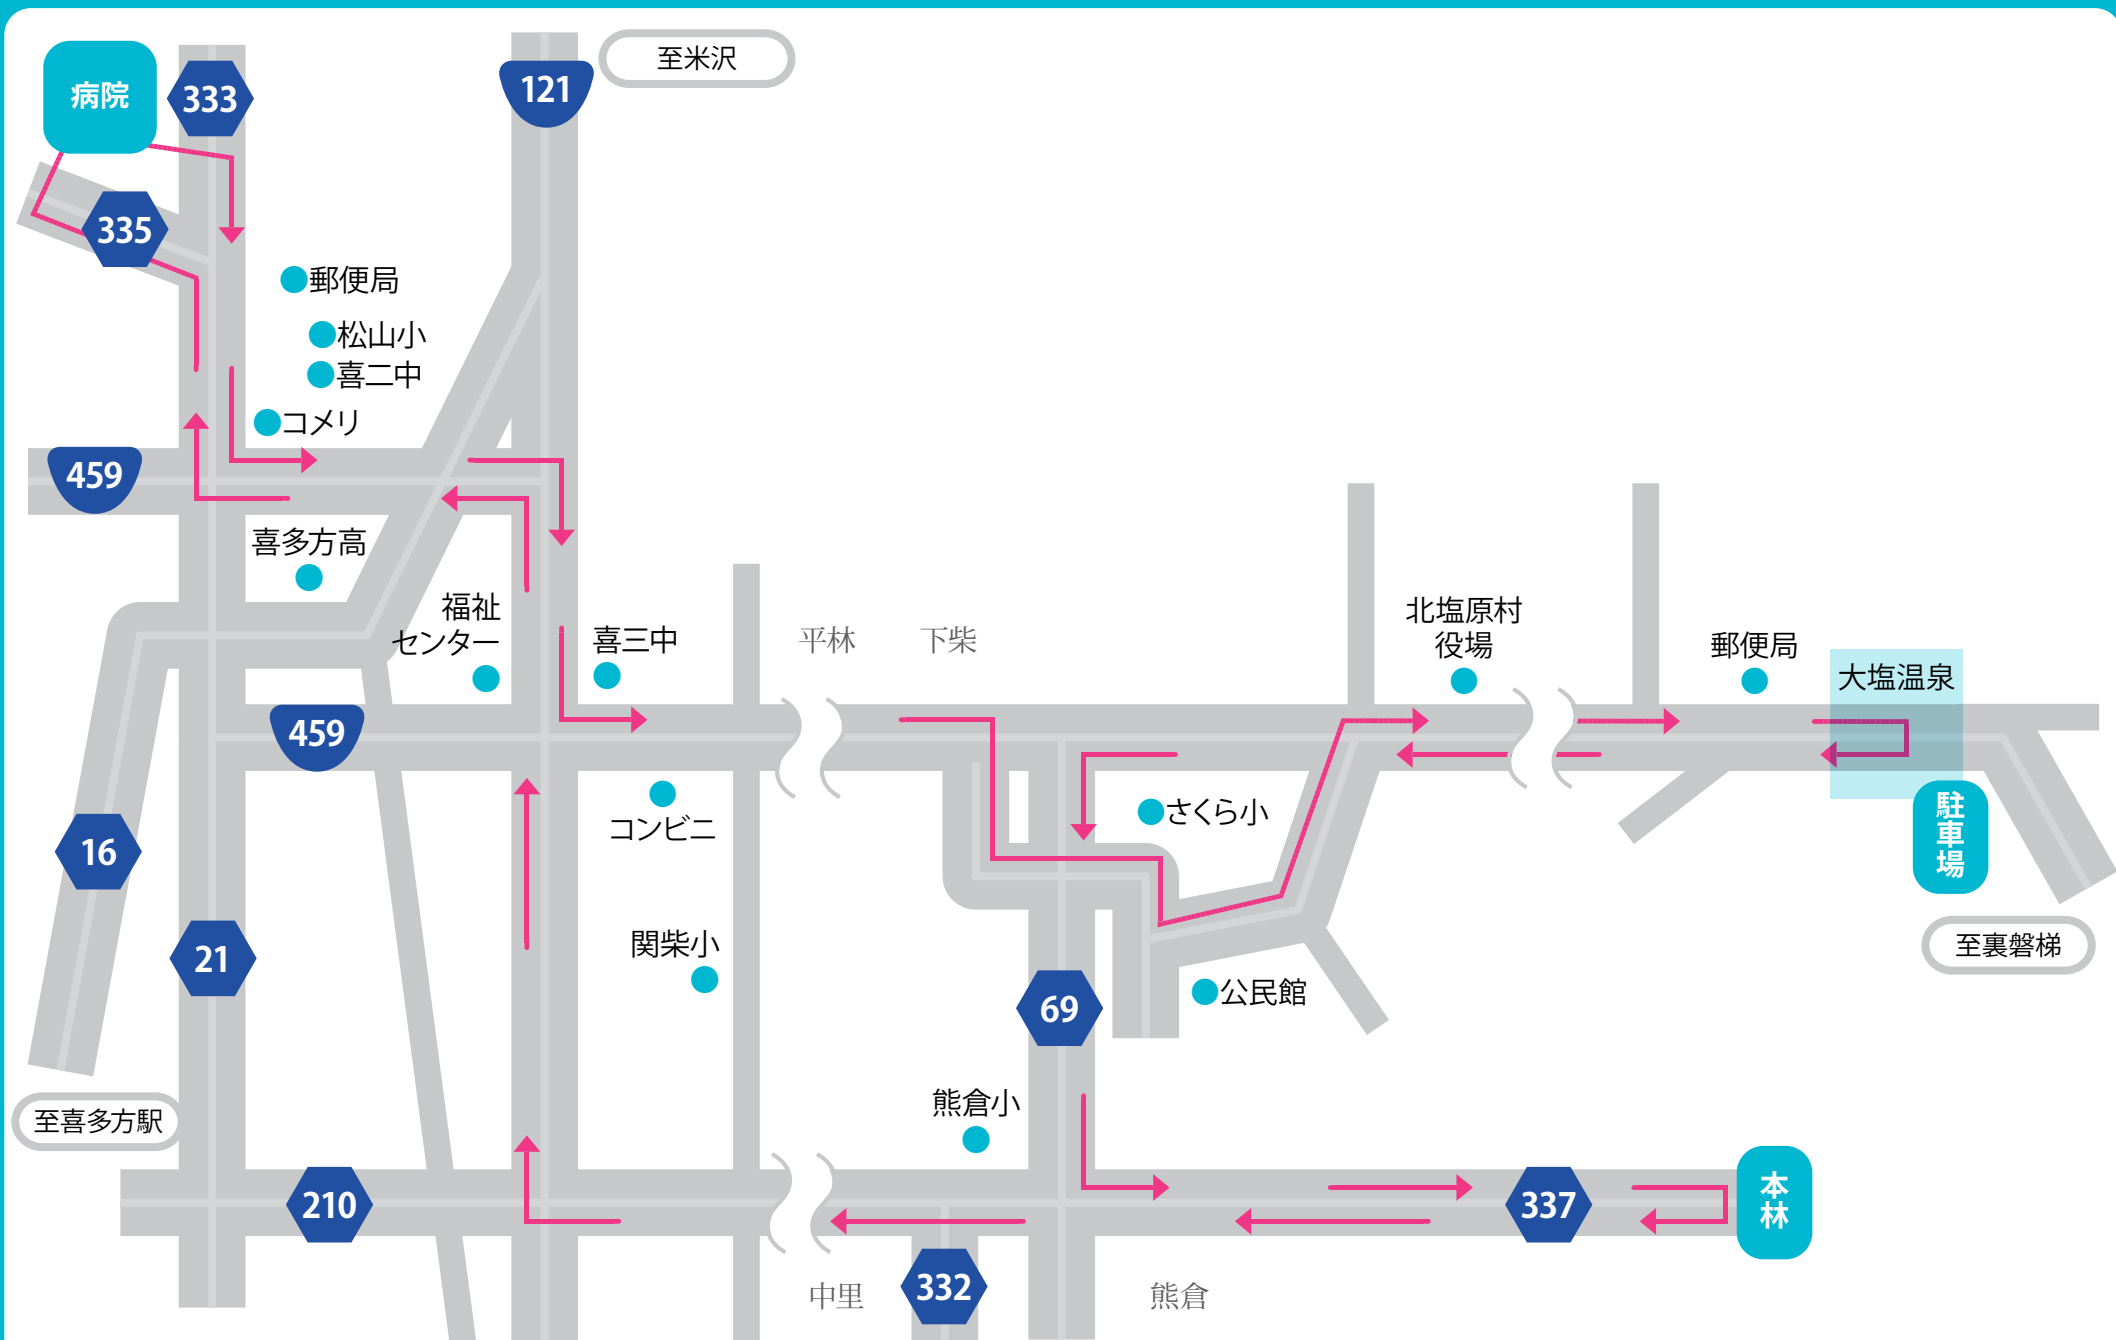 病院
333
121
至米沢
335
郵便局
松山小
喜二中
コメリ
459
喜多方高
福祉
センター
喜三中
平林
下柴
北塩原村
役場
郵便局
大塩温泉
459
コンビニ
さくら小
駐車場
16
21
関柴小
至裏磐梯
69
公民館
熊倉小
至喜多方駅
210
337
本林
332
中里
熊倉